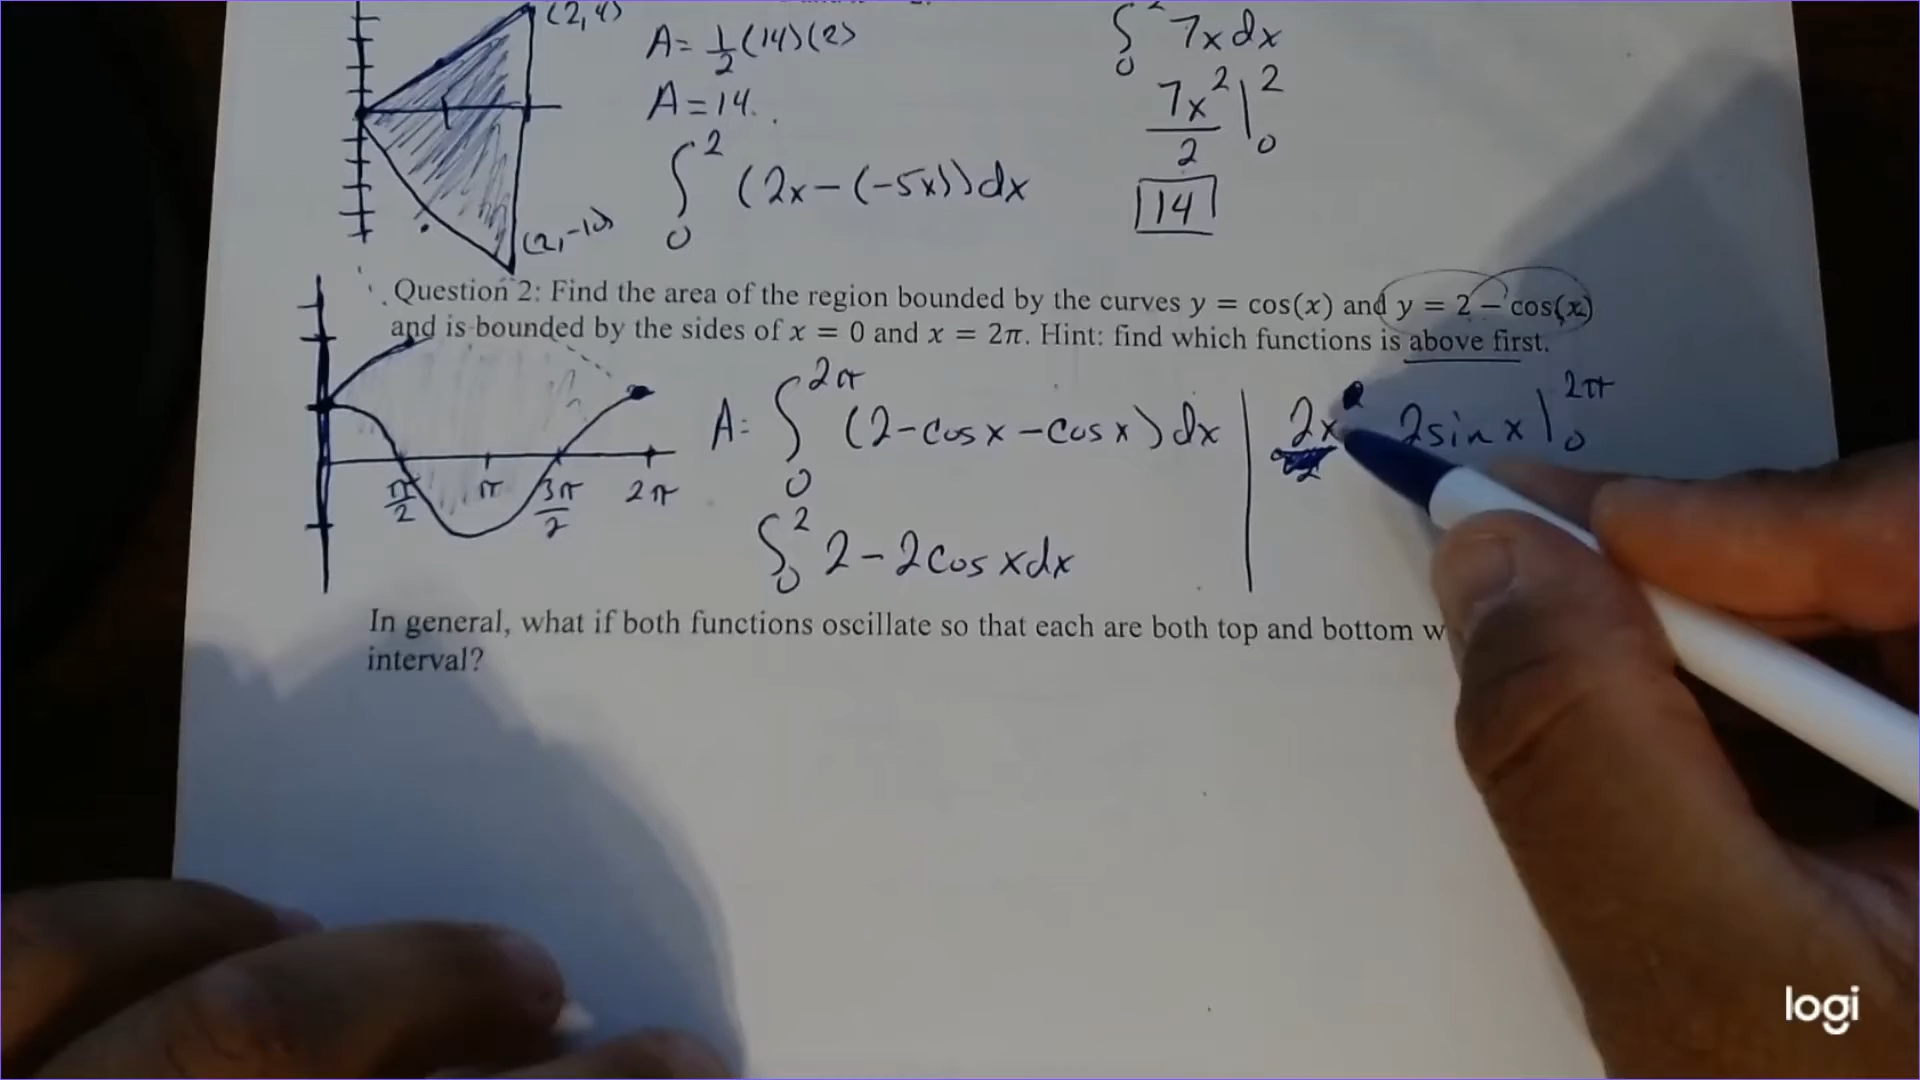 (2,4)
A = 1/2 (14)(2)
A = 14.
∫₀² (2x - (-5x)) dx
(2,-10)
∫₀² 7x dx
7x²/2 |₀²
14
Question 2: Find the area of the region bounded by the curves y = cos(x) and y = 2 − cos(x)
and is bounded by the sides of x = 0 and x = 2π. Hint: find which functions is above first.
π/2 π 3π/2 2π
A = ∫₀^2π (2 - cos x - cos x) dx
∫₀² 2 - 2cos x dx
2x 2sin x |₀^2π
In general, what if both functions oscillate so that each are both top and bottom w
interval?
logi